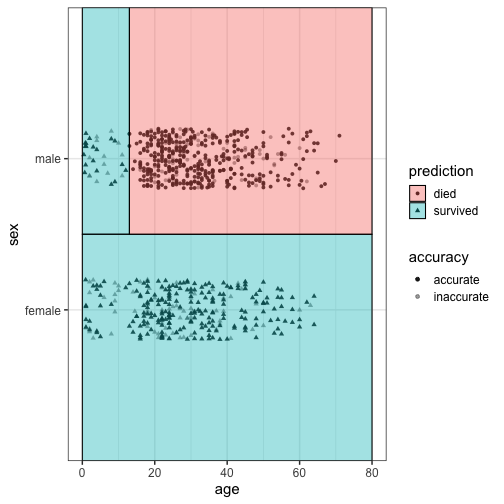 male
female
sex
0 20 40 60 80
age
prediction
died
survived
accuracy
accurate
inaccurate